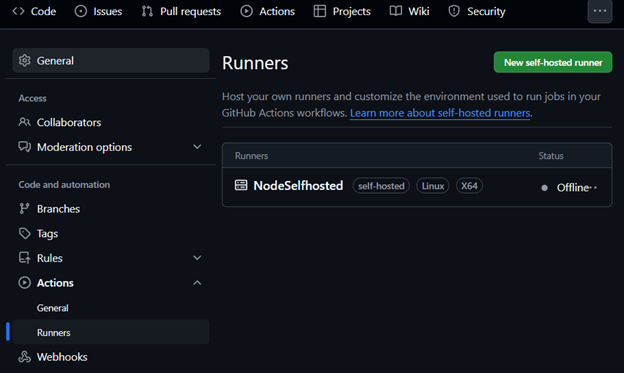 Code Issues Pull requests Actions Projects Wiki Security ...
General
Access
Collaborators
Moderation options
Code and automation
Branches
Tags
Rules
Actions
General
Runners
Webhooks
Runners New self-hosted runner
Host your own runners and customize the environment used to run jobs in your
GitHub Actions workflows. Learn more about self-hosted runners.
Runners Status
NodeSelfhosted self-hosted Linux X64 Offline